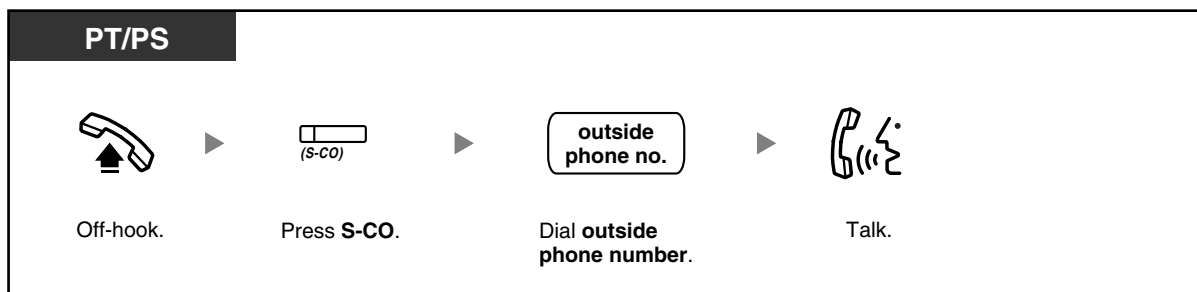 PT/PS
(S-CO)
outside
phone no.
Off-hook.
Press S-CO.
Dial outside
phone number.
Talk.